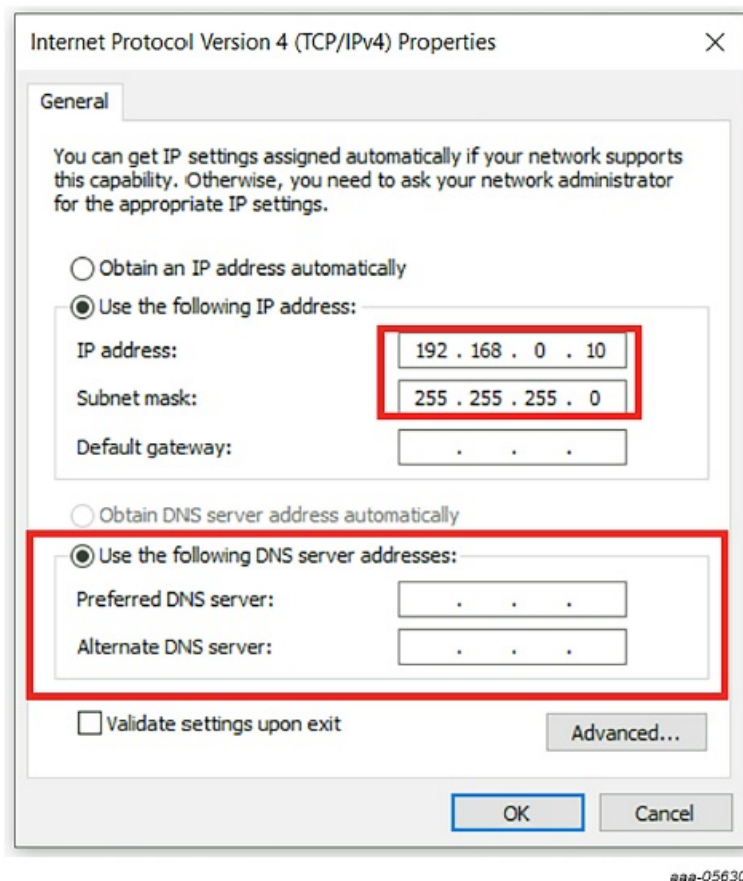 Internet Protocol Version 4 (TCP/IPv4) Properties
General
You can get IP settings assigned automatically if your network supports
this capability. Otherwise, you need to ask your network administrator
for the appropriate IP settings.
Obtain an IP address automatically
Use the following IP address:
IP address: 192 . 168 . 0 . 10
Subnet mask: 255 . 255 . 255 . 0
Default gateway: . . .
Obtain DNS server address automatically
Use the following DNS server addresses:
Preferred DNS server: . . .
Alternate DNS server: . . .
Validate settings upon exit
Advanced...
OK Cancel
aaa-05630